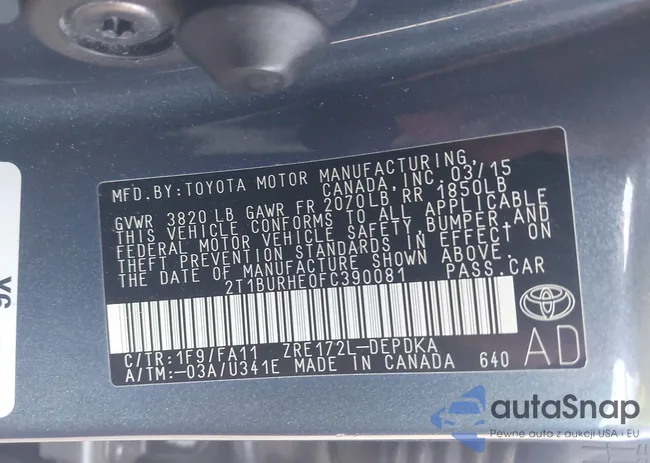 MFD.BY:TOYOTA MOTOR MANUFACTURING,
CANADA,INC. 03/15
GVWR 3820 LB GAWR FR 2070LB RR 1850LB
THIS VEHICLE CONFORMS TO ALL APPLICABLE
FEDERAL MOTOR VEHICLE SAFETY,BUMPER,AND
THEFT PREVENTION STANDARDS IN EFFECT ON
THE DATE OF MANUFACTURE SHOWN ABOVE.
2T1BURHE0FC390081 PASS.CAR
C/TR:1F9/FA11 ZRE172L-DEPDKA
A/TM:-03A/U341E MADE IN CANADA 640
AD
autaSnap
Pewne auta z aukcji USA i EU